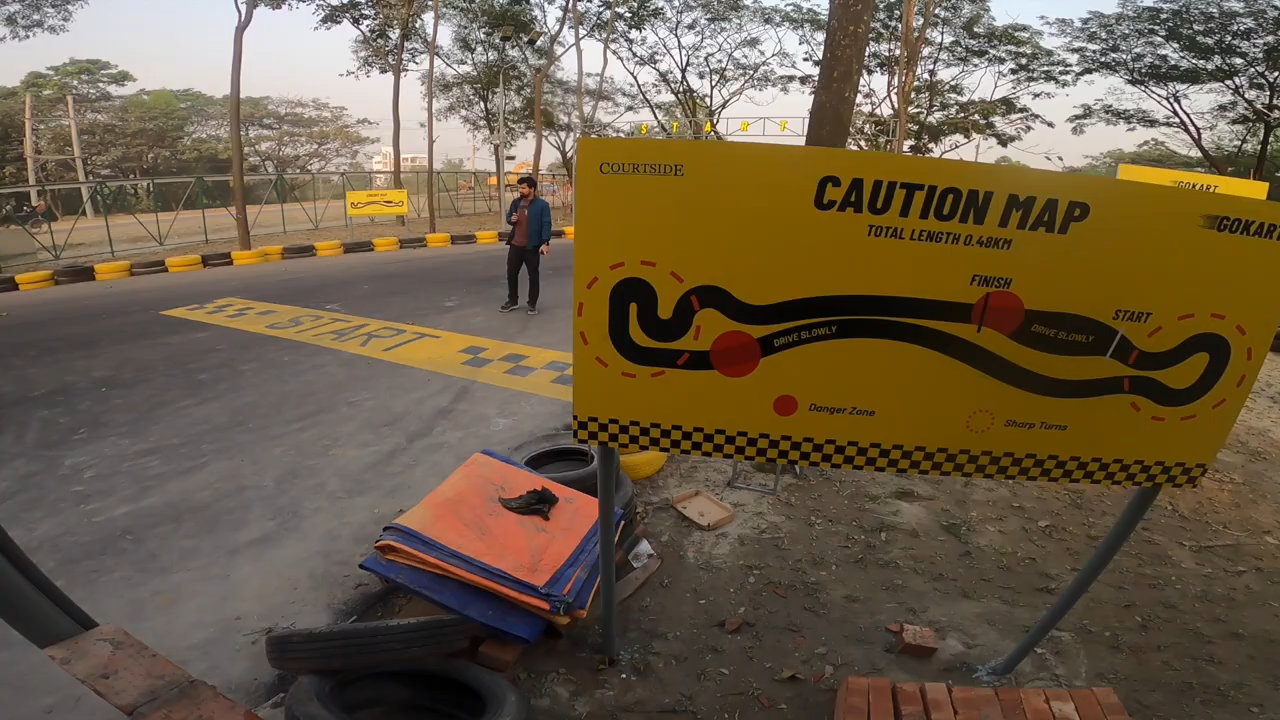 START
COURTSIDE
CAUTION MAP
TOTAL LENGTH 0.48KM
GOKART
GOKART
FINISH
START
DRIVE SLOWLY
DRIVE SLOWLY
Danger Zone
Sharp Turns
START